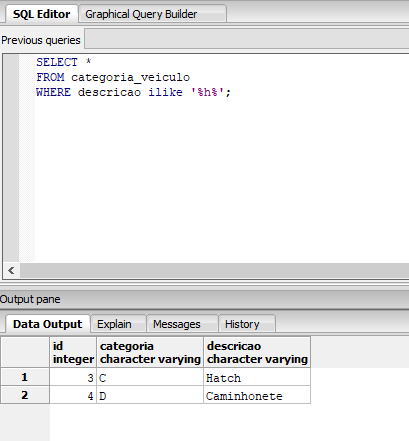 SQL Editor Graphical Query Builder
Previous queries
SELECT *
FROM categoria_veiculo
WHERE descricao ilike '%h%';
Output pane
Data Output Explain Messages History
id categoria descricao
integer character varying character varying
1 3 C Hatch
2 4 D Caminhonete